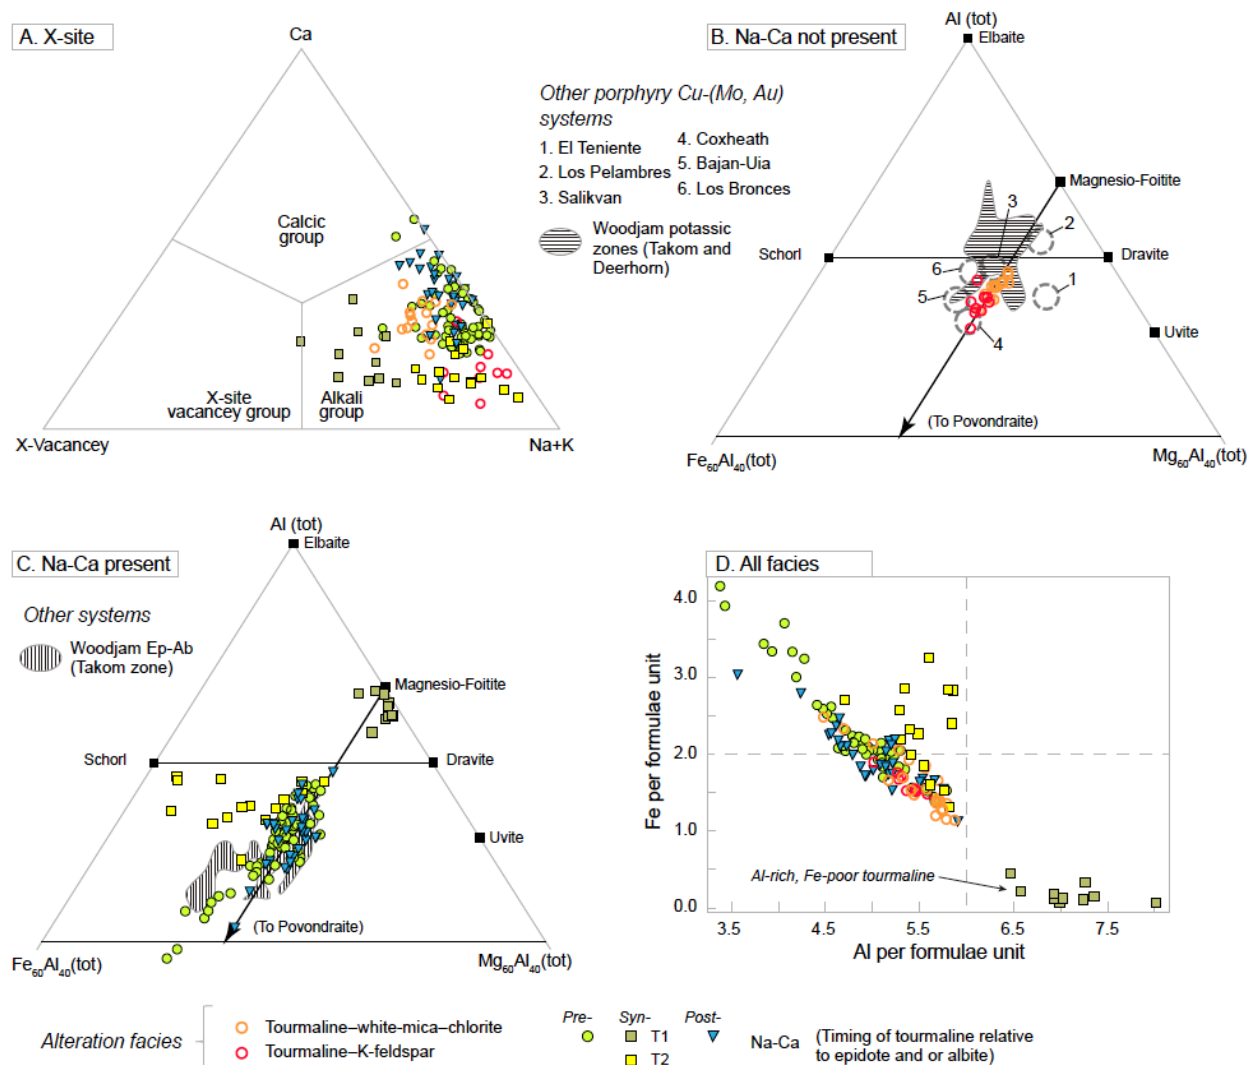 A. X-site
Ca
Calcic
group
X-site
vacancey group
Alkali
group
X-Vacancey
Na+K
Other porphyry Cu-(Mo, Au)
systems
1. El Teniente
2. Los Pelambres
3. Salikvan
4. Coxheath
5. Bajan-Uia
6. Los Bronces
Woodjam potassic
zones (Takom and
Deerhorn)
B. Na-Ca not present
Al (tot)
Elbaite
Magnesio-Foitite
3
2
Schorl
Dravite
6
1
5
4
Uvite
(To Povondraite)
Fe₆₀Al₄₀(tot)
Mg₆₀Al₄₀(tot)
C. Na-Ca present
Other systems
Woodjam Ep-Ab
(Takom zone)
Al (tot)
Elbaite
Magnesio-Foitite
Schorl
Dravite
Uvite
(To Povondraite)
Fe₆₀Al₄₀(tot)
Mg₆₀Al₄₀(tot)
D. All facies
Fe per formulae unit
4.0
3.0
2.0
1.0
0.0
Al-rich, Fe-poor tourmaline
3.5 4.5 5.5 6.5 7.5
Al per formulae unit
Alteration facies
Tourmaline–white-mica–chlorite
Tourmaline–K-feldspar
Pre- Syn- Post-
T1
T2
Na-Ca
(Timing of tourmaline relative
to epidote and or albite)